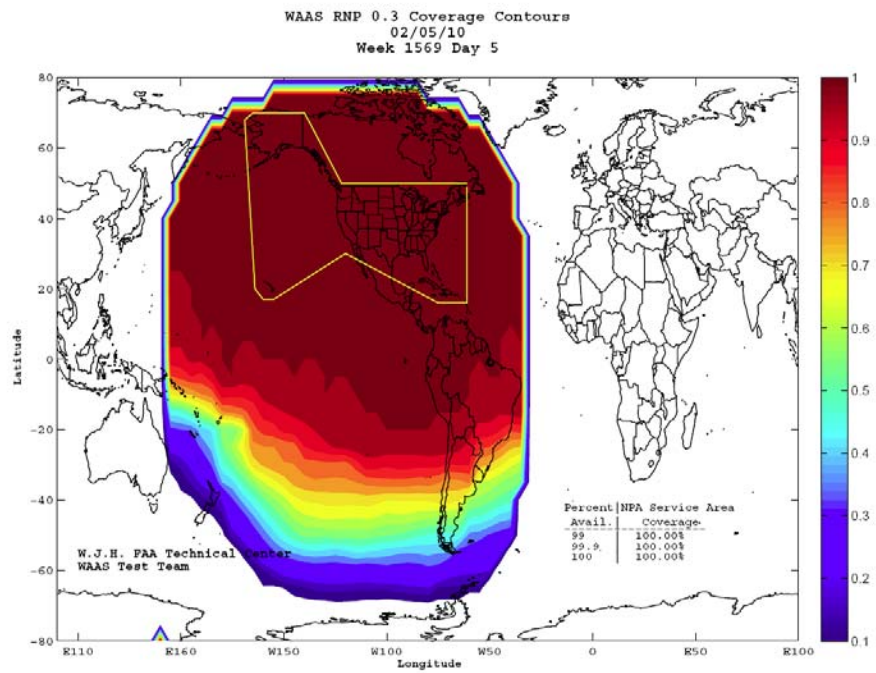 WAAS RNP 0.3 Coverage Contours
02/05/10
Week 1569 Day 5
80
60
40
20
0
-20
-40
-60
-80
Latitude
E110
E160
W150
W100
W50
0
E50
E100
Longitude
1
0.9
0.8
0.7
0.6
0.5
0.4
0.3
0.2
0.1
Percent NPA Service Area
Avail. Coverage
99 100.00%
99.9 100.00%
100 100.00%
W.J.H. FAA Technical Center
WAAS Test Team